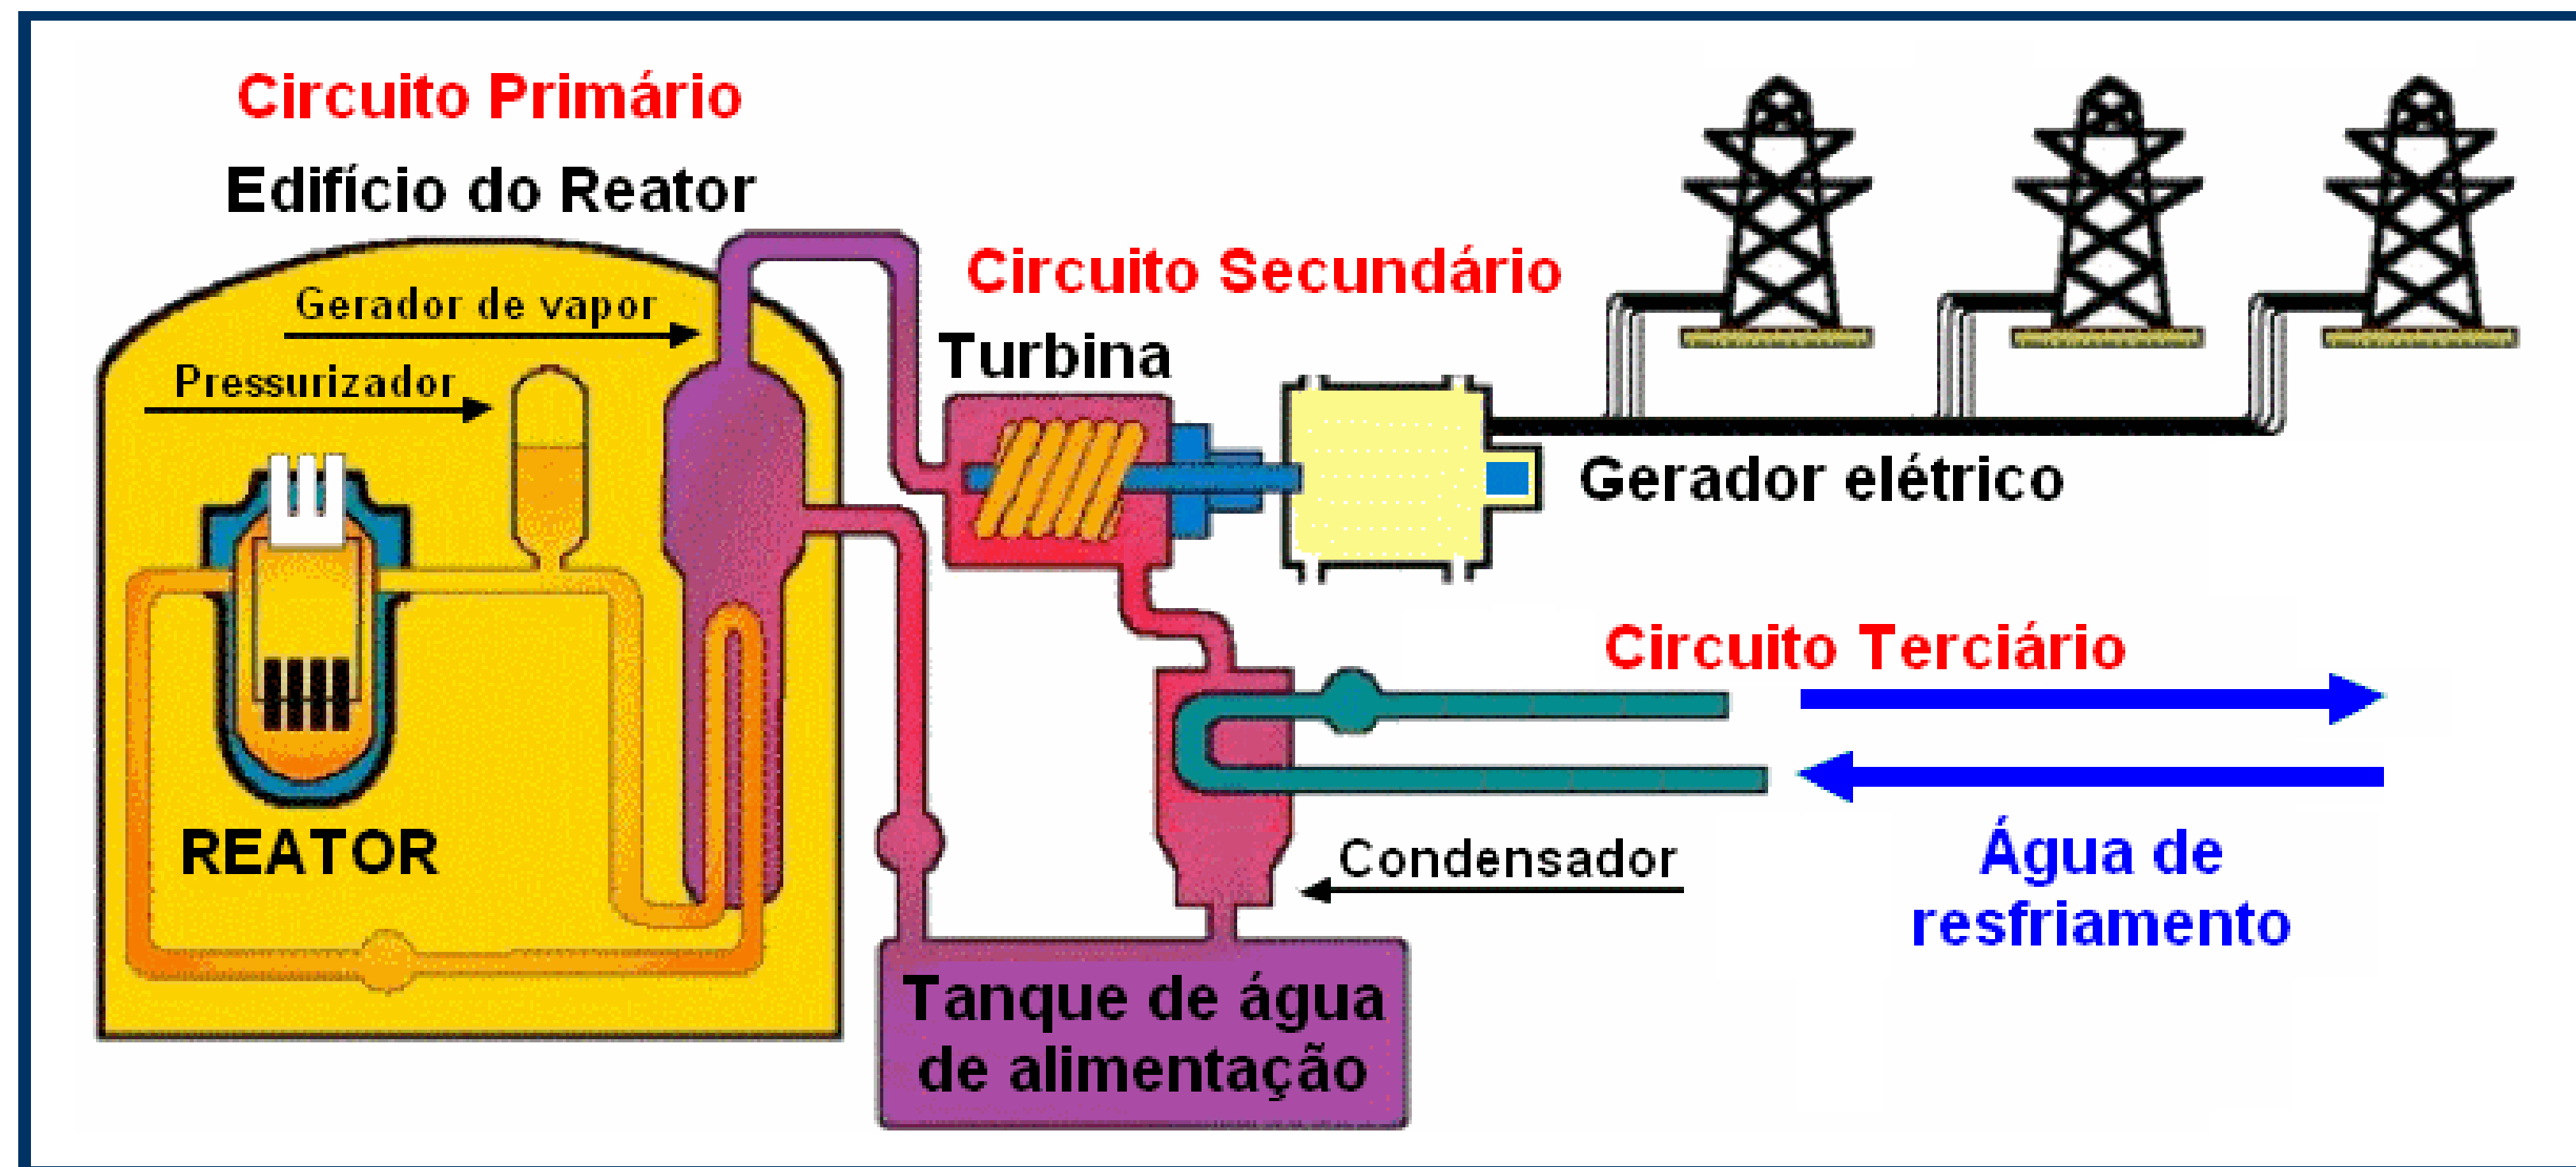 Circuito Primário
Edifício do Reator
Gerador de vapor
Pressurizador
REATOR
Circuito Secundário
Turbina
Gerador elétrico
Circuito Terciário
Condensador
Água de
resfriamento
Tanque de água
de alimentação